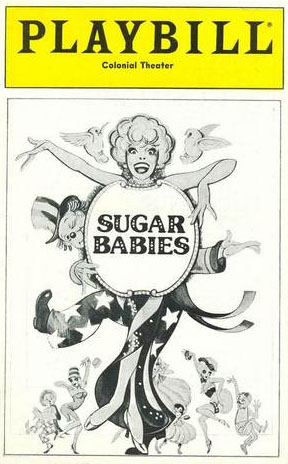 PLAYBILL®
Colonial Theater
SUGAR
BABIES